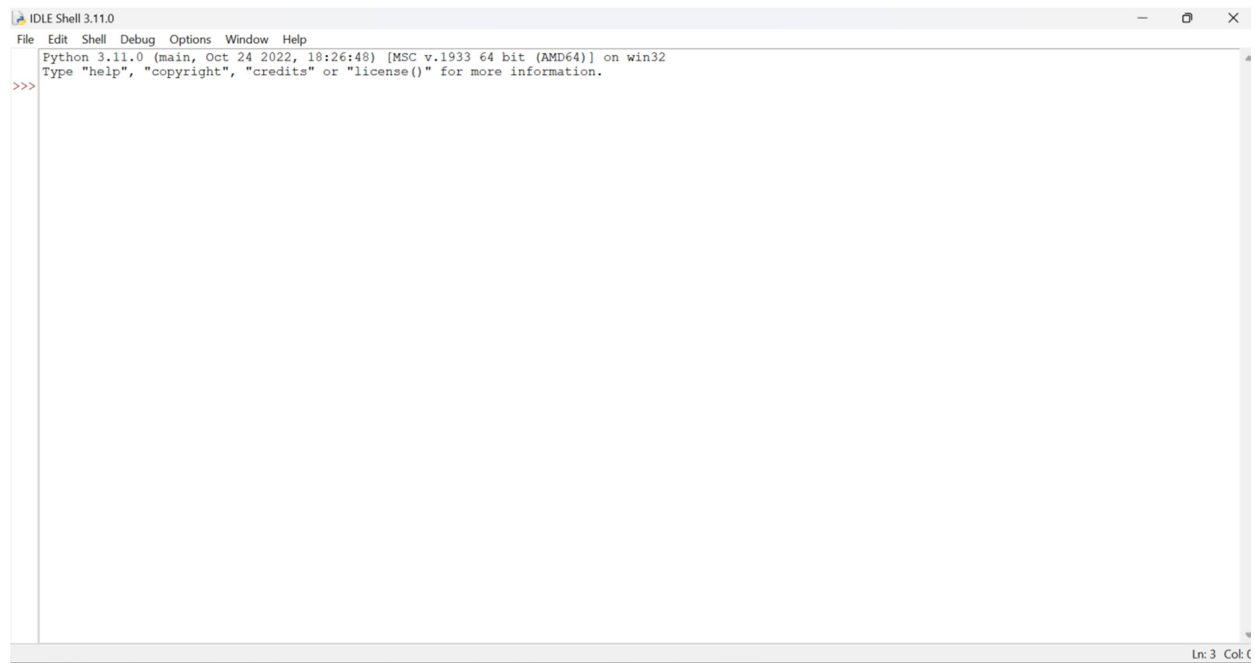 IDLE Shell 3.11.0
File Edit Shell Debug Options Window Help
Python 3.11.0 (main, Oct 24 2022, 18:26:48) [MSC v.1933 64 bit (AMD64)] on win32
Type "help", "copyright", "credits" or "license()" for more information.
>>>
Ln: 3 Col: 0